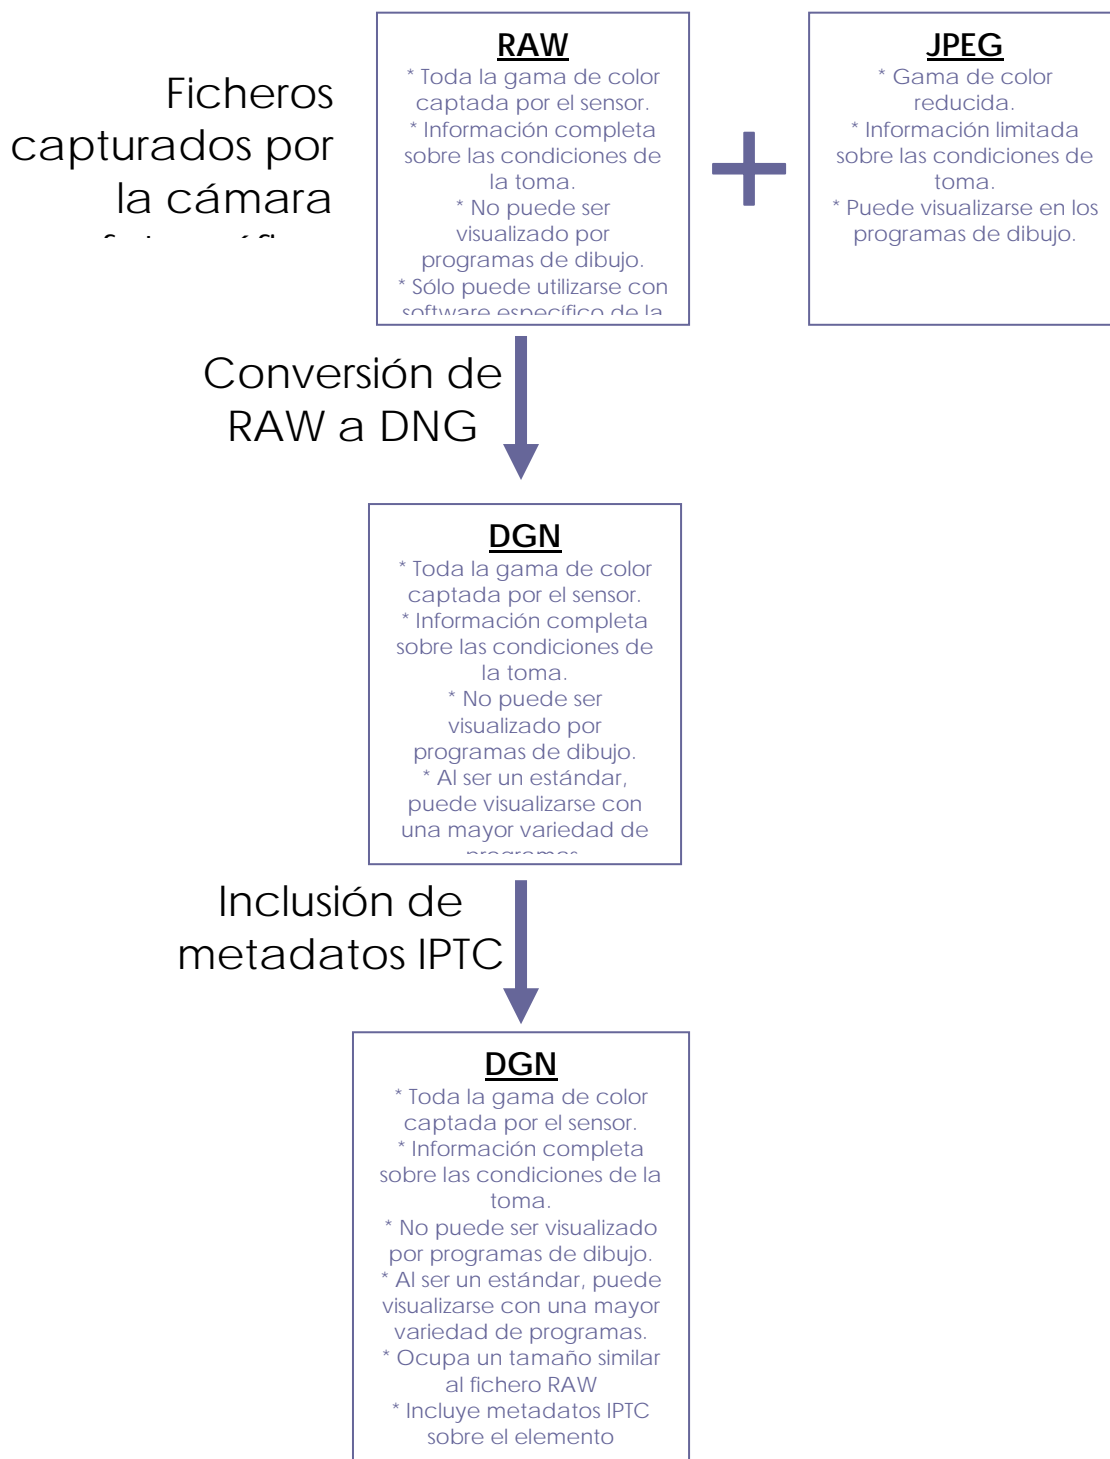 Ficheros
capturados por
la cámara
RAW
* Toda la gama de color
captada por el sensor.
* Información completa
sobre las condiciones de
la toma.
* No puede ser
visualizado por
programas de dibujo.
* Sólo puede utilizarse con
software específico de la
JPEG
* Gama de color
reducida.
* Información limitada
sobre las condiciones de
toma.
* Puede visualizarse en los
programas de dibujo.
Conversión de
RAW a DNG
DGN
* Toda la gama de color
captada por el sensor.
* Información completa
sobre las condiciones de
la toma.
* No puede ser
visualizado por
programas de dibujo.
* Al ser un estándar,
puede visualizarse con
una mayor variedad de
programas
Inclusión de
metadatos IPTC
DGN
* Toda la gama de color
captada por el sensor.
* Información completa
sobre las condiciones de la
toma.
* No puede ser visualizado
por programas de dibujo.
* Al ser un estándar, puede
visualizarse con una mayor
variedad de programas.
* Ocupa un tamaño similar
al fichero RAW
* Incluye metadatos IPTC
sobre el elemento